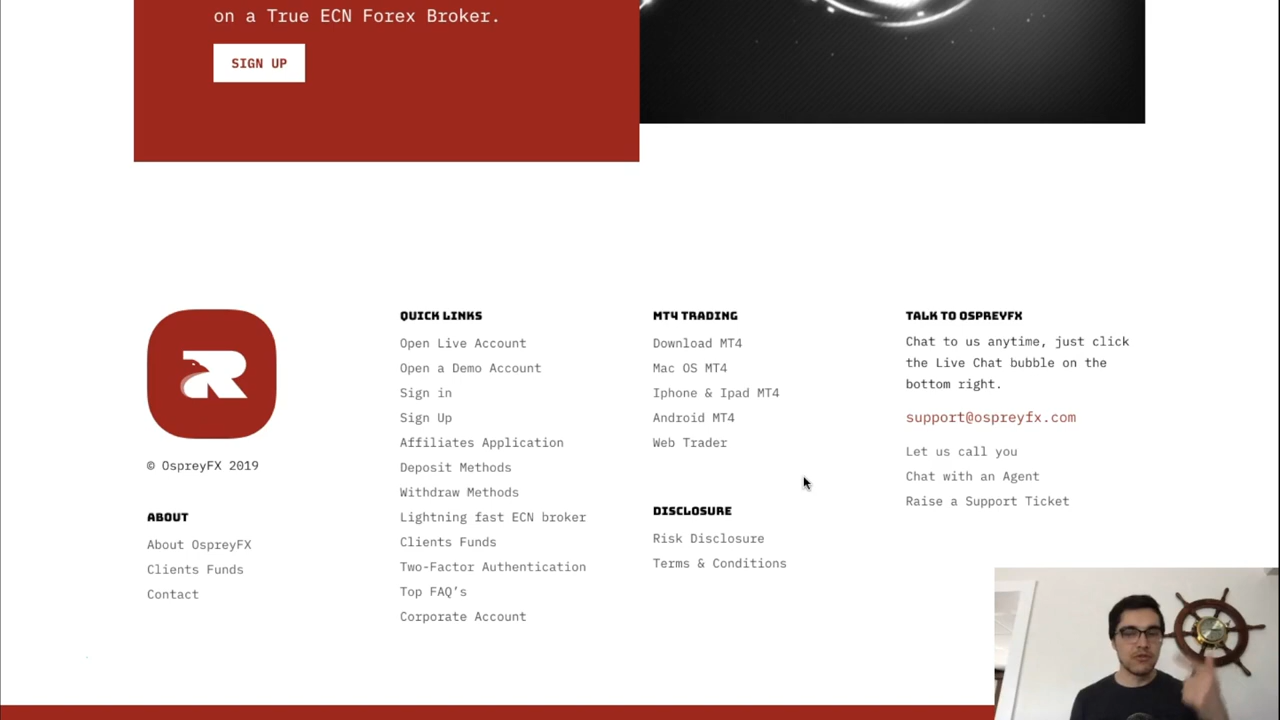 on a True ECN Forex Broker.
SIGN UP
© OspreyFX 2019
ABOUT
About OspreyFX
Clients Funds
Contact
QUICK LINKS
Open Live Account
Open a Demo Account
Sign in
Sign Up
Affiliates Application
Deposit Methods
Withdraw Methods
Lightning fast ECN broker
Clients Funds
Two-Factor Authentication
Top FAQ’s
Corporate Account
MT4 TRADING
Download MT4
Mac OS MT4
Iphone & Ipad MT4
Android MT4
Web Trader
DISCLOSURE
Risk Disclosure
Terms & Conditions
TALK TO OSPREYFX
Chat to us anytime, just click
the Live Chat bubble on the
bottom right.
support@ospreyfx.com
Let us call you
Chat with an Agent
Raise a Support Ticket